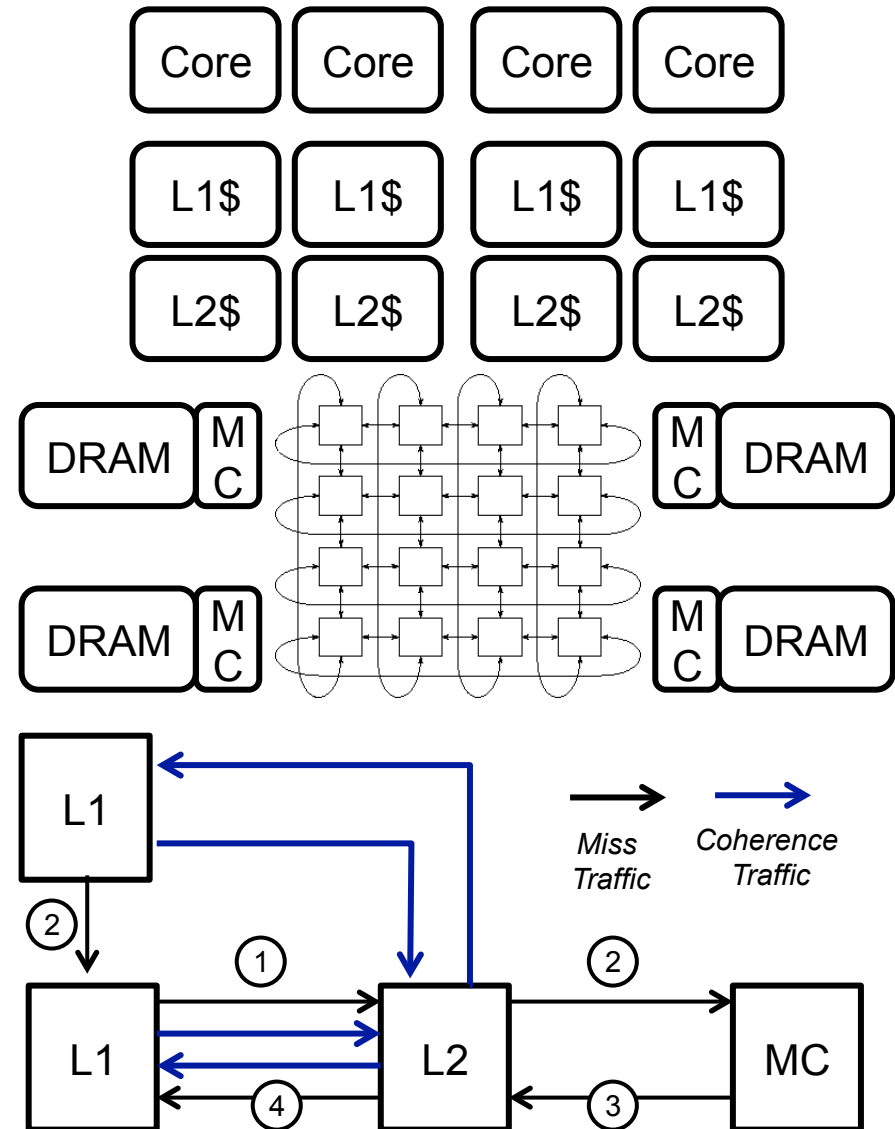 Core Core Core Core
L1$ L1$ L1$ L1$
L2$ L2$ L2$ L2$
DRAM
M
C
M
C
DRAM
DRAM
M
C
M
C
DRAM
L1
Miss
Traffic
Coherence
Traffic
2
1
2
L1
L2
MC
4
3